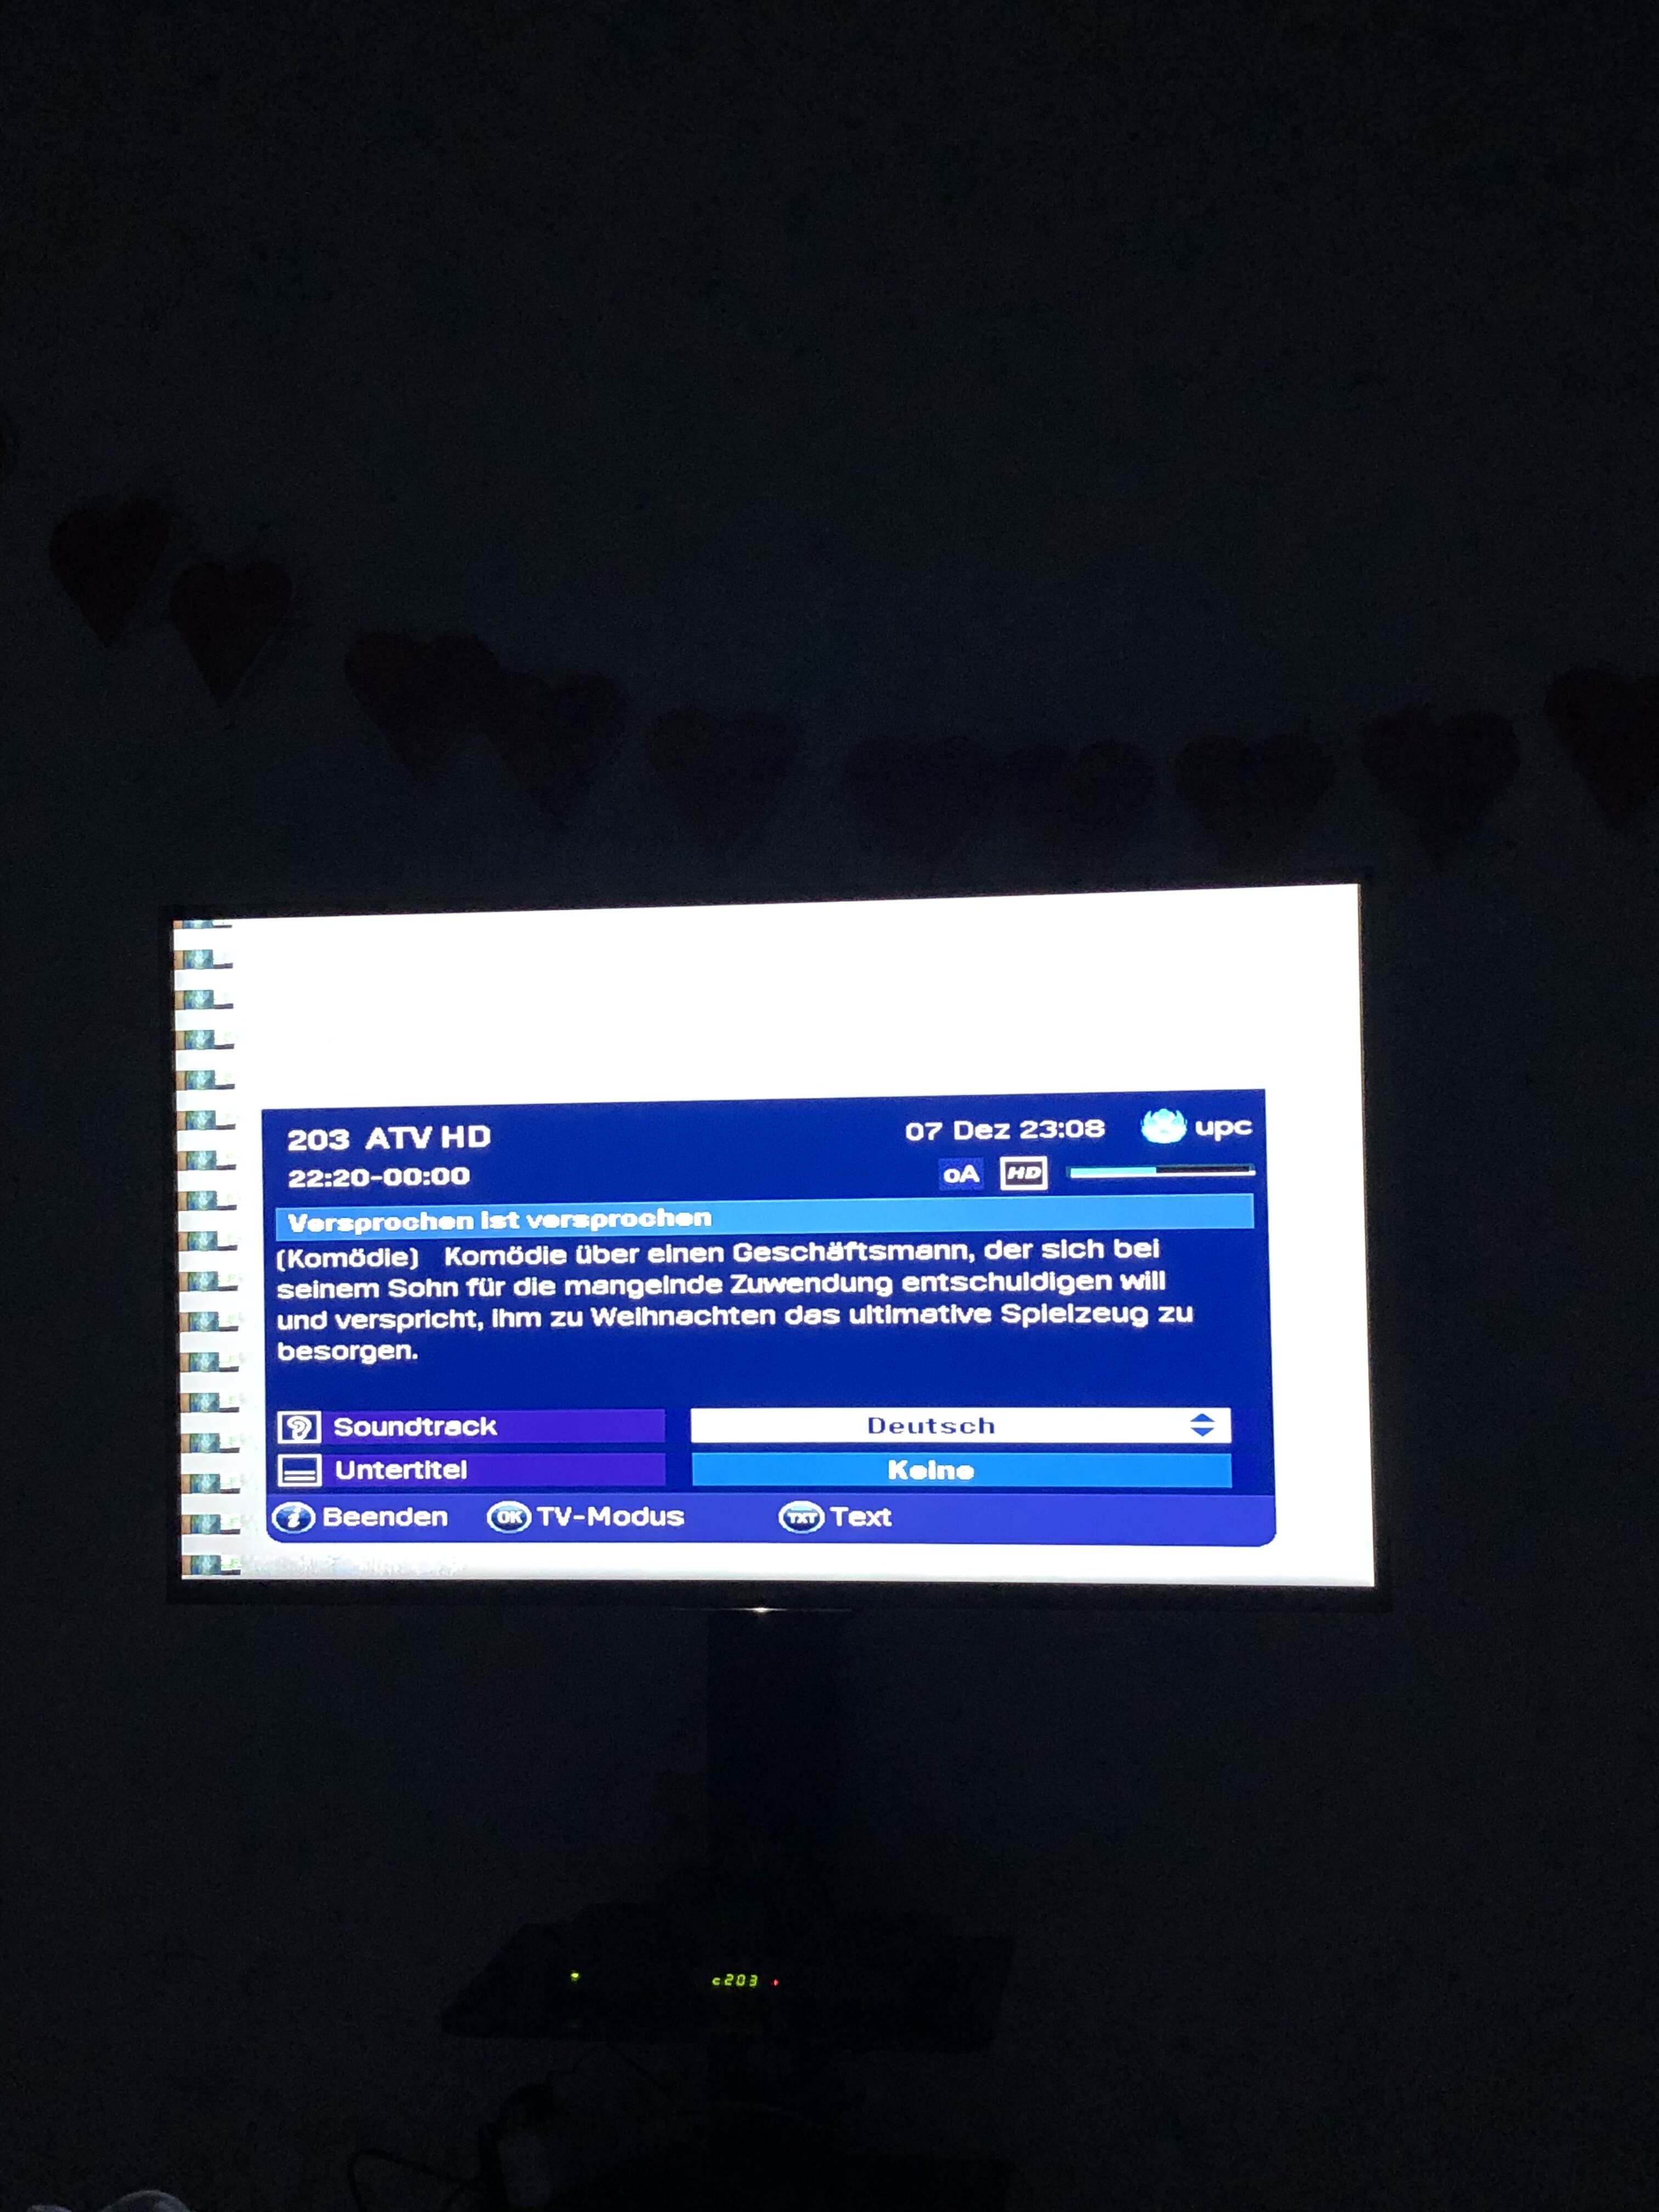 203 ATV HD
07 Dez 23:08
upc
22:20-00:00
oA
HD
Versprochen ist versprochen
(Komödie) Komödie über einen Geschäftsmann, der sich bei
seinem Sohn für die mangelnde Zuwendung entschuldigen will
und verspricht, ihm zu Weihnachten das ultimative Spielzeug zu
besorgen.
Soundtrack
Deutsch
Untertitel
Keine
i Beenden
OK TV-Modus
TXT Text
c203